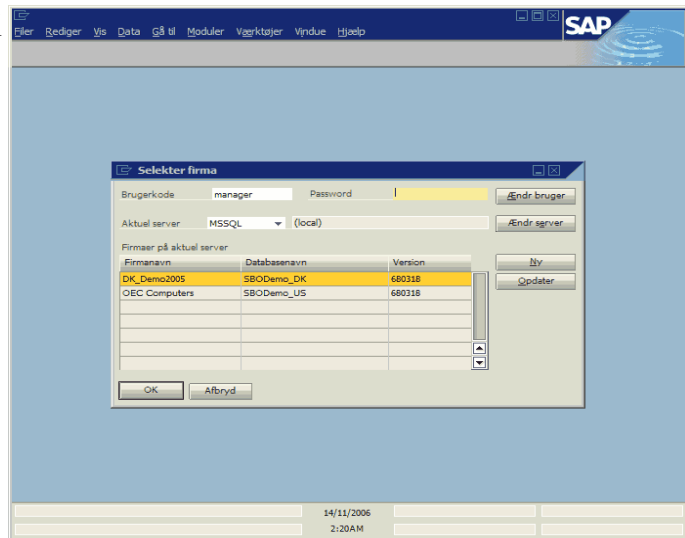 SAP
Filer Rediger Vis Data Gå til Moduler Værktøjer Vindue Hjælp
Selekter firma
Brugerkode manager Password Ændr bruger
Aktuel server MSSQL (local) Ændr server
Firmaer på aktuel server
Firmanavn Databasenavn Version Ny
DK_Demo2005 SBODemo_DK 680318 Opdater
OEC Computers SBODemo_US 680318
OK Afbryd
14/11/2006
2:20AM